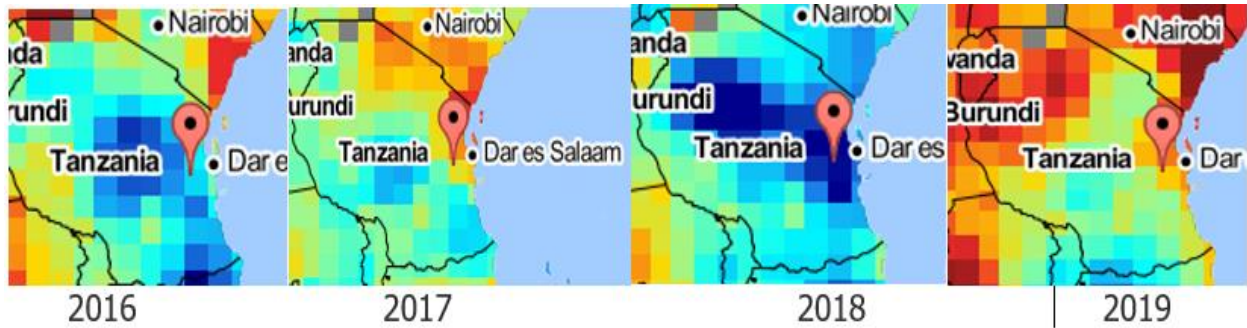 Nairobi
anda
urundi
Tanzania
Dar e
2016
Nairobi
anda
urundi
Tanzania
Dar es Salaam
2017
Nairobi
anda
urundi
Tanzania
Dar es
2018
Nairobi
wanda
Burundi
Tanzania
Dar
2019